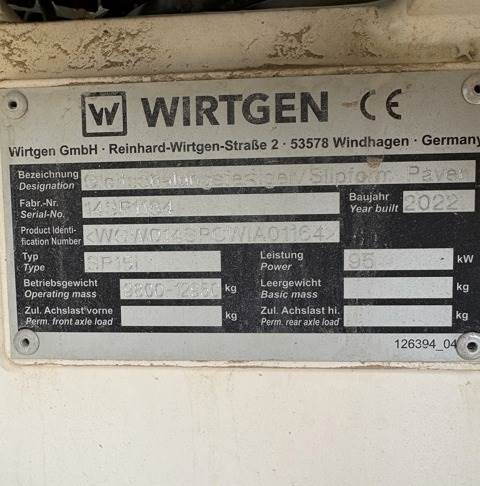 W WIRTGEN CE
Wirtgen GmbH · Reinhard-Wirtgen-Straße 2 · 53578 Windhagen · Germany
Bezeichnung Slipform Paver
Designation
Fabr.-Nr. Baujahr 2022
Serial-No. Year built
Product Identi-
fication Number
Typ SP15i Leistung 95 kW
Type Power
Betriebsgewicht kg Leergewicht kg
Operating mass Basic mass
Zul. Achslast vorne kg Zul. Achslast hi. kg
Perm. front axle load Perm. rear axle load
126394_04